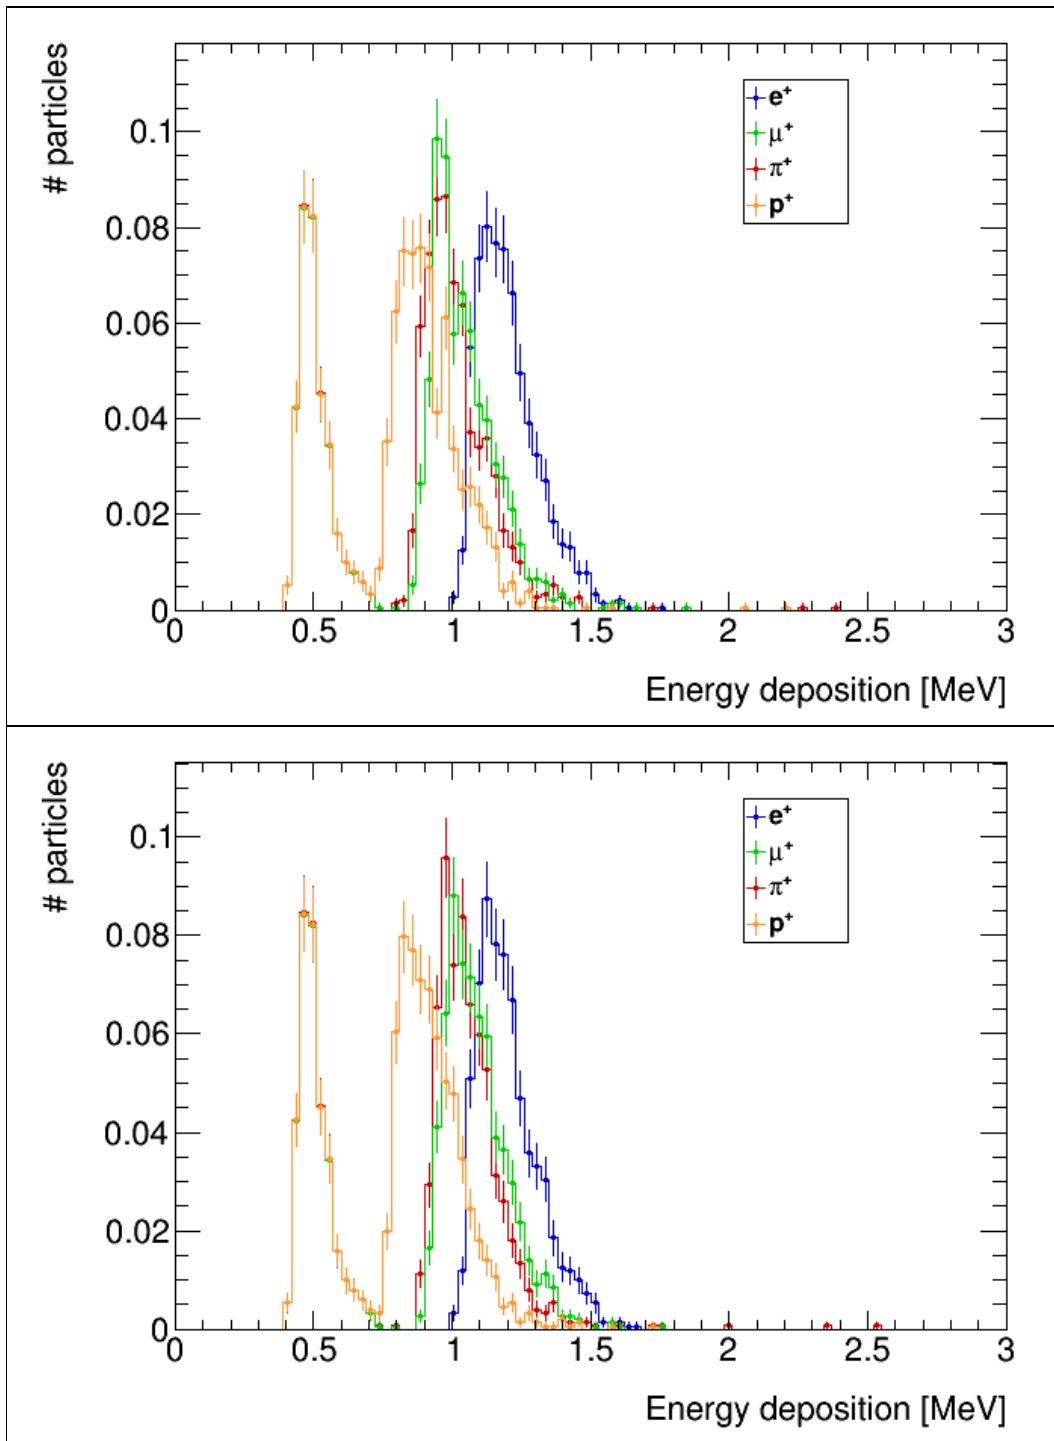 # particles
0.1
0.08
0.06
0.04
0.02
0
e+
μ+
π+
p+
0 0.5 1 1.5 2 2.5 3
Energy deposition [MeV]
# particles
0.1
0.08
0.06
0.04
0.02
0
e+
μ+
π+
p+
0 0.5 1 1.5 2 2.5 3
Energy deposition [MeV]